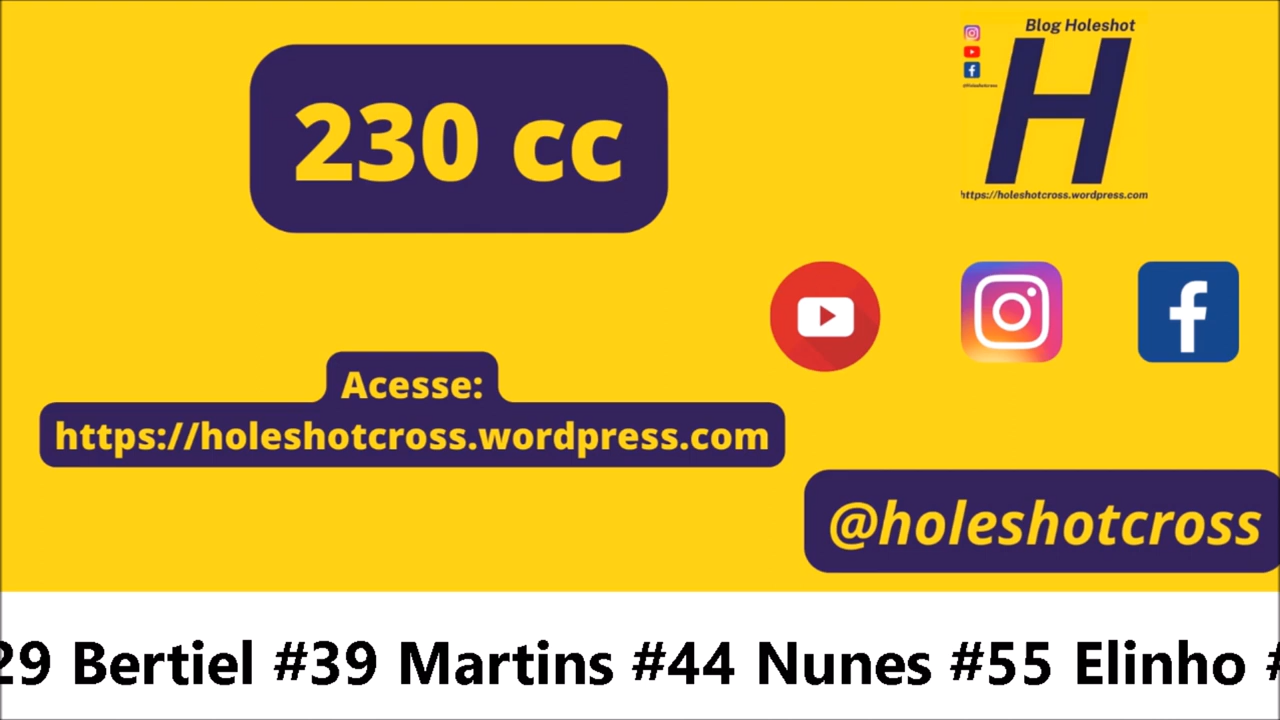 Blog Holeshot
H
https://holeshotcross.wordpress.com
230 cc
Acesse:
https://holeshotcross.wordpress.com
@holeshotcross
29 Bertiel #39 Martins #44 Nunes #55 Elinho #